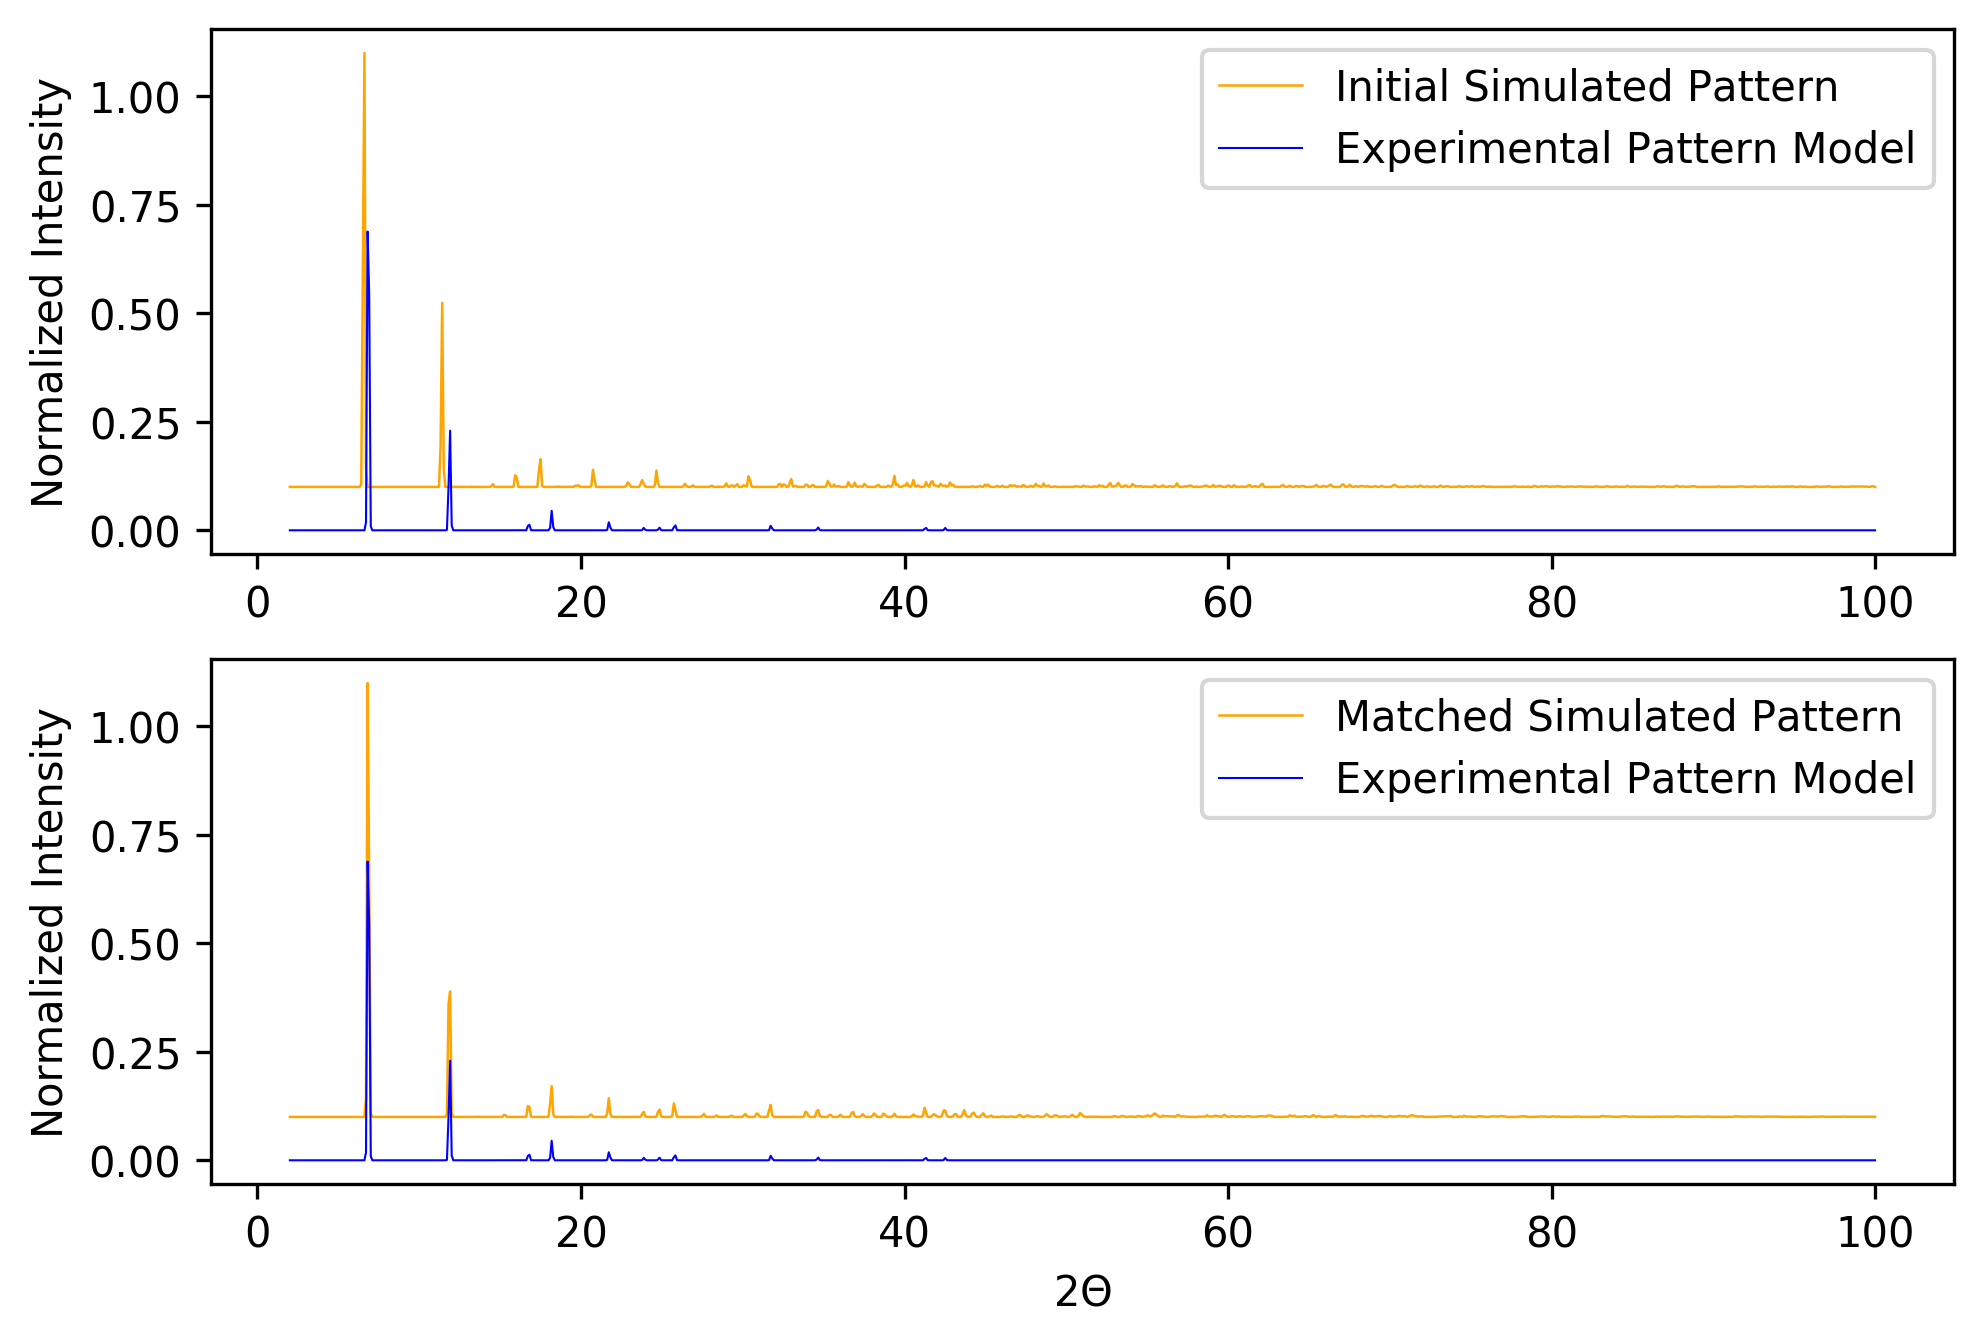 Normalized Intensity
1.00
0.75
0.50
0.25
0.00
Initial Simulated Pattern
Experimental Pattern Model
0 20 40 60 80 100
Normalized Intensity
1.00
0.75
0.50
0.25
0.00
Matched Simulated Pattern
Experimental Pattern Model
0 20 40 60 80 100
2Θ